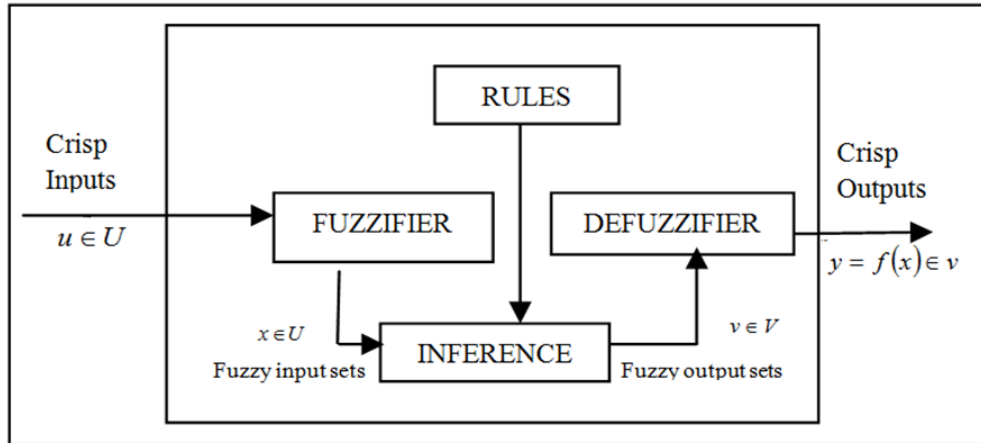 RULES
Crisp
Inputs
u ∈ U
FUZZIFIER
DEFUZZIFIER
Crisp
Outputs
y = f(x) ∈ v
x ∈ U
Fuzzy input sets
INFERENCE
v ∈ V
Fuzzy output sets